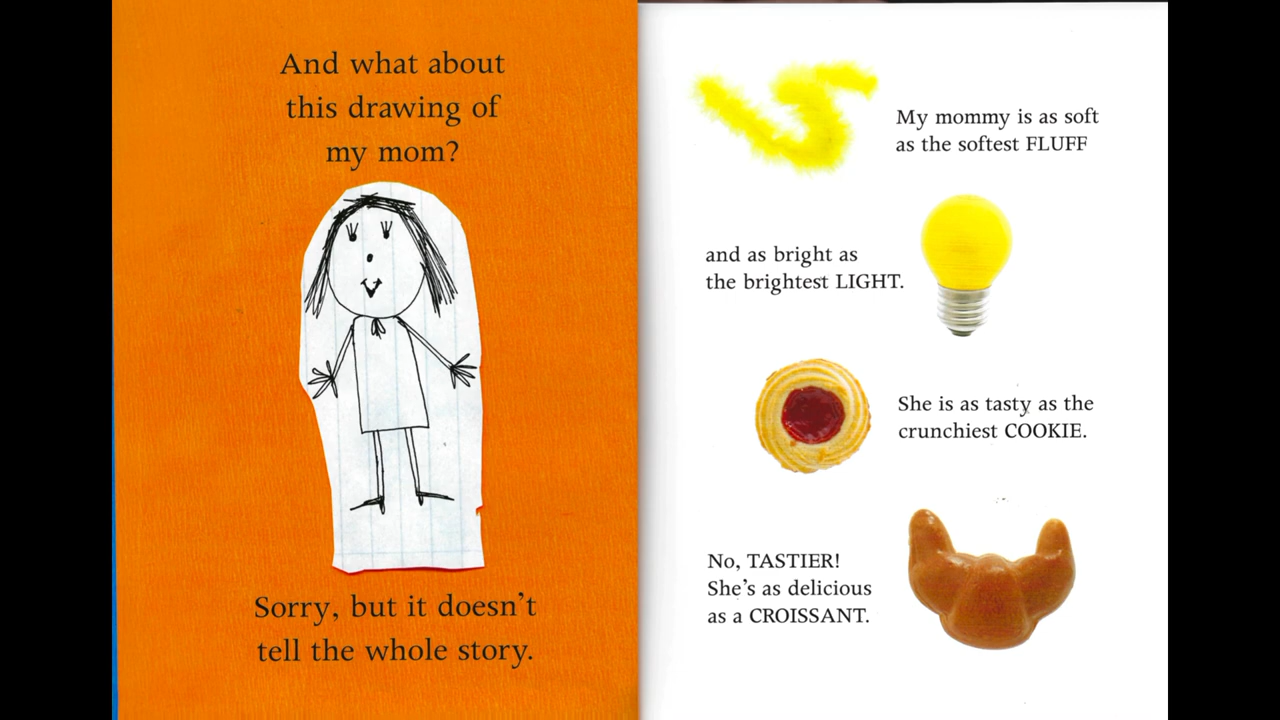 And what about
this drawing of
my mom?
Sorry, but it doesn't
tell the whole story.
My mommy is as soft
as the softest FLUFF
and as bright as
the brightest LIGHT.
She is as tasty as the
crunchiest COOKIE.
No, TASTIER!
She's as delicious
as a CROISSANT.